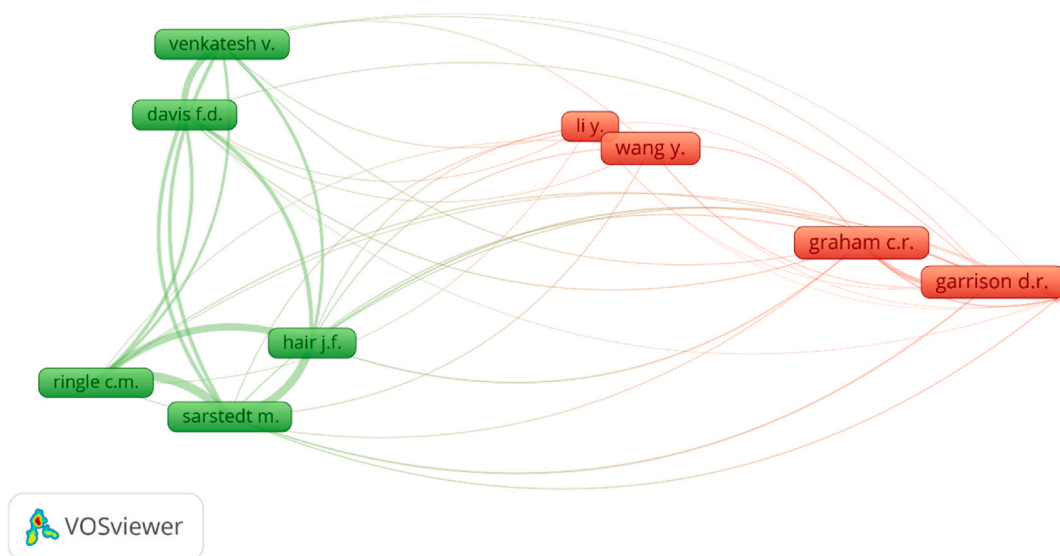 venkatesh v.
davis f.d.
li y.
wang y.
graham c.r.
garrison d.r.
hair j.f.
ringle c.m.
sarstedt m.
VOSviewer